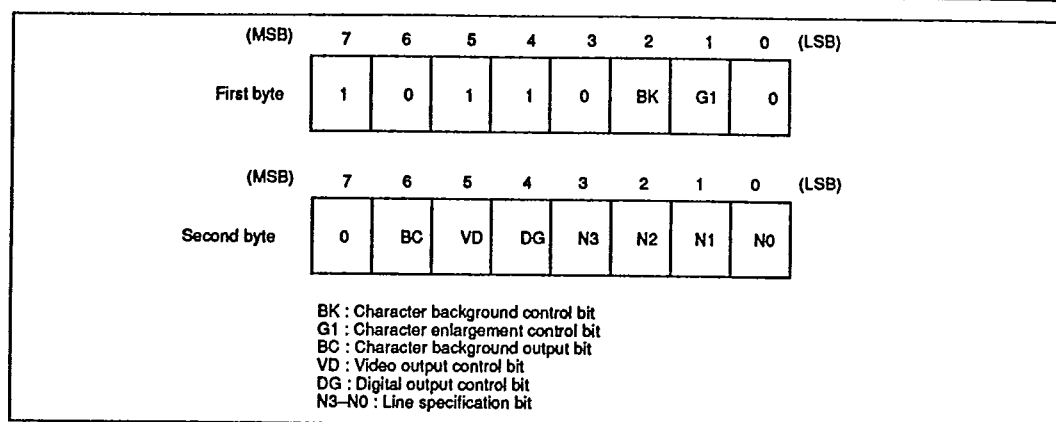 (MSB) 7 6 5 4 3 2 1 0 (LSB)
First byte 1 0 1 1 0 BK G1 0
(MSB) 7 6 5 4 3 2 1 0 (LSB)
Second byte 0 BC VD DG N3 N2 N1 N0
BK : Character background control bit
G1 : Character enlargement control bit
BC : Character background output bit
VD : Video output control bit
DG : Digital output control bit
N3–N0 : Line specification bit